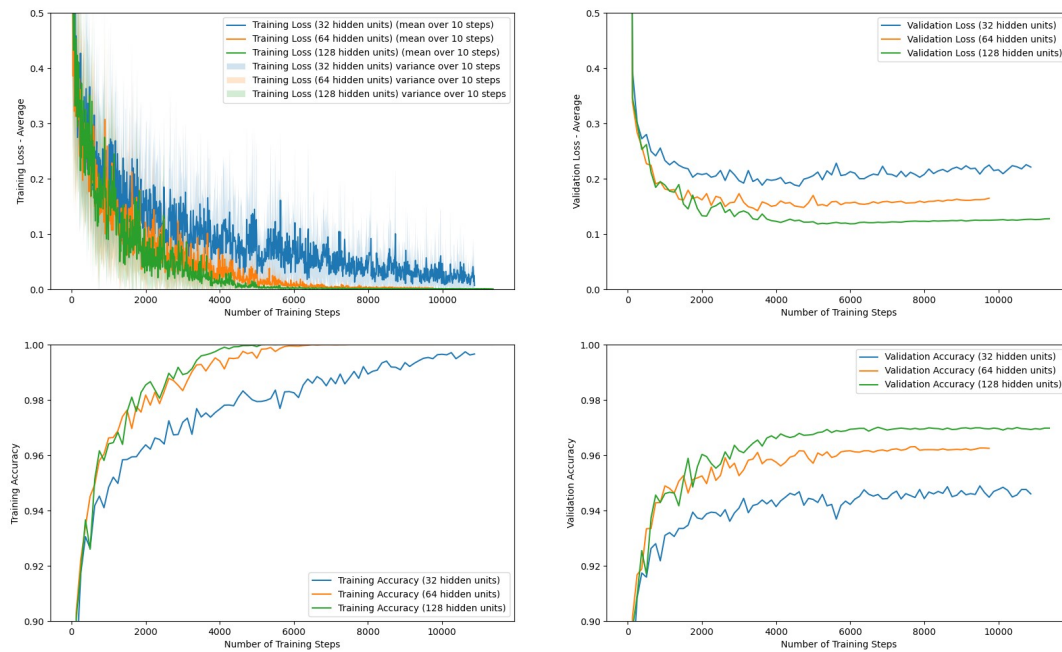 0.5
0.4
0.3
0.2
0.1
0.0
Training Loss - Average
Training Loss (32 hidden units) (mean over 10 steps)
Training Loss (64 hidden units) (mean over 10 steps)
Training Loss (128 hidden units) (mean over 10 steps)
Training Loss (32 hidden units) variance over 10 steps
Training Loss (64 hidden units) variance over 10 steps
Training Loss (128 hidden units) variance over 10 steps
0 2000 4000 6000 8000 10000
Number of Training Steps
0.5
0.4
0.3
0.2
0.1
0.0
Validation Loss - Average
Validation Loss (32 hidden units)
Validation Loss (64 hidden units)
Validation Loss (128 hidden units)
0 2000 4000 6000 8000 10000
Number of Training Steps
1.00
0.98
0.96
0.94
0.92
0.90
Training Accuracy
Training Accuracy (32 hidden units)
Training Accuracy (64 hidden units)
Training Accuracy (128 hidden units)
0 2000 4000 6000 8000 10000
Number of Training Steps
1.00
0.98
0.96
0.94
0.92
0.90
Validation Accuracy
Validation Accuracy (32 hidden units)
Validation Accuracy (64 hidden units)
Validation Accuracy (128 hidden units)
0 2000 4000 6000 8000 10000
Number of Training Steps